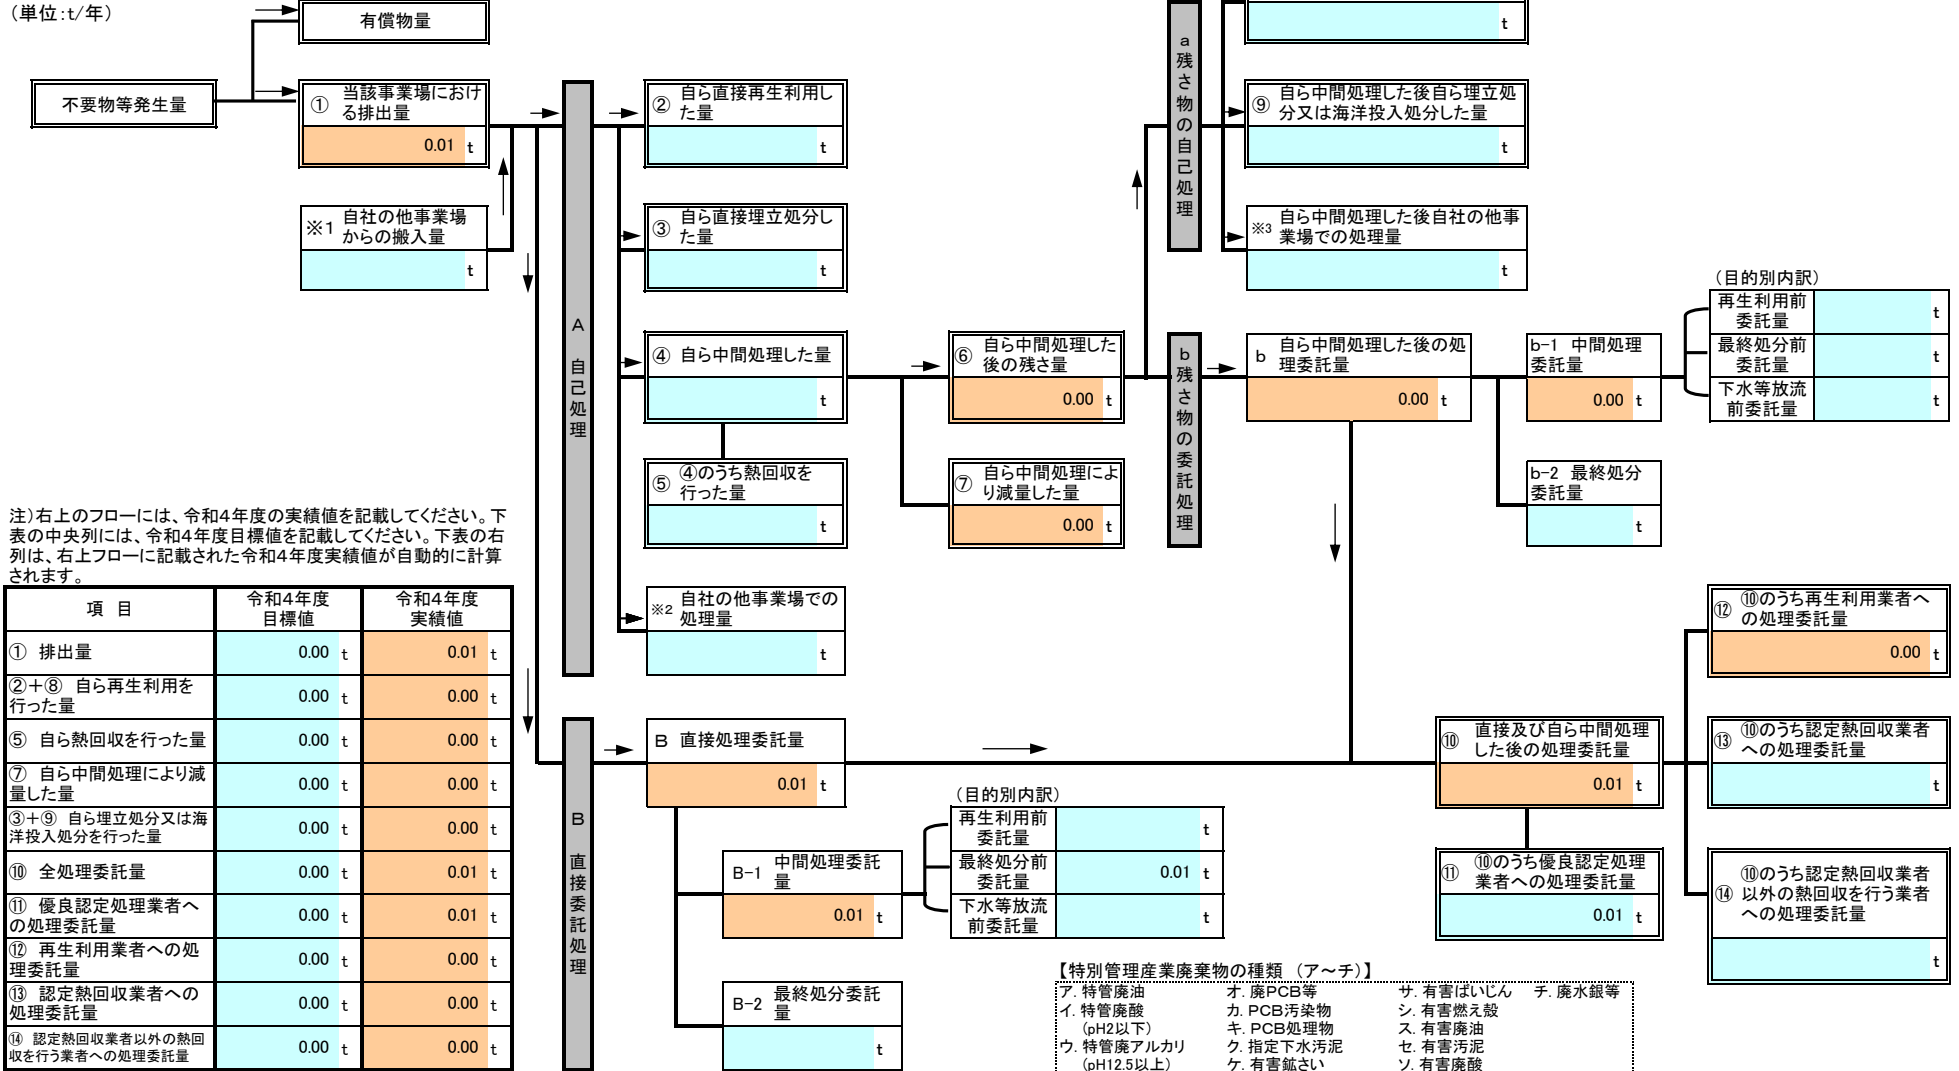 （単位：t/年）
有償物量
不要物等発生量
① 当該事業場におけ
る排出量
0.01 t
※1 自社の他事業場
からの搬入量
t
A 自己処理
② 自ら直接再生利用し
た量
t
③ 自ら直接埋立処分し
た量
t
④ 自ら中間処理した量
t
⑤ ④のうち熱回収を
行った量
t
※2 自社の他事業場での
処理量
t
⑥ 自ら中間処理した
後の残さ量
0.00 t
⑦ 自ら中間処理によ
り減量した量
0.00 t
a 残さ物の自己処理
t
⑨ 自ら中間処理した後自ら埋立処
分又は海洋投入処分した量
t
※3 自ら中間処理した後自社の他事
業場での処理量
t
b 残さ物の委託処理
b 自ら中間処理した後の処
理委託量
0.00 t
b-1 中間処理
委託量
0.00 t
（目的別内訳）
再生利用前
委託量
t
最終処分前
委託量
t
下水等放流
前委託量
t
b-2 最終処分
委託量
t
注）右上のフローには、令和4年度の実績値を記載してください。下
表の中央列には、令和4年度目標値を記載してください。下表の右
列は、右上フローに記載された令和4年度実績値が自動的に計算
されます。
項 目 令和4年度 目標値 令和4年度 実績値
① 排出量 0.00 t 0.01 t
②＋⑧ 自ら再生利用を
行った量 0.00 t 0.00 t
⑤ 自ら熱回収を行った量 0.00 t 0.00 t
⑦ 自ら中間処理により減
量した量 0.00 t 0.00 t
③＋⑨ 自ら埋立処分又は海
洋投入処分を行った量 0.00 t 0.00 t
⑩ 全処理委託量 0.00 t 0.01 t
⑪ 優良認定処理業者へ
の処理委託量 0.00 t 0.01 t
⑫ 再生利用業者への処
理委託量 0.00 t 0.00 t
⑬ 認定熱回収業者への
処理委託量 0.00 t 0.00 t
⑭ 認定熱回収業者以外の熱回
収を行う業者への処理委託量 0.00 t 0.00 t
B 直接委託処理
B 直接処理委託量
0.01 t
B-1 中間処理委託
量
0.01 t
（目的別内訳）
再生利用前
委託量
t
最終処分前
委託量
0.01 t
下水等放流
前委託量
t
B-2 最終処分委託
量
t
⑩ 直接及び自ら中間処理
した後の処理委託量
0.01 t
⑪ ⑩のうち優良認定処理
業者への処理委託量
0.01 t
⑫ ⑩のうち再生利用業者へ
の処理委託量
0.00 t
⑬ ⑩のうち認定熱回収業者
への処理委託量
t
⑭ ⑩のうち認定熱回収業者
以外の熱回収を行う業者
への処理委託量
t
【特別管理産業廃棄物の種類 （ア～チ）】
ア. 特管廃油 オ. 廃PCB等 サ. 有害ばいじん チ. 廃水銀等
イ. 特管廃酸 カ. PCB汚染物 シ. 有害燃え殻
（pH2以下） キ. PCB処理物 ス. 有害廃油
ウ. 特管廃アルカリ ク. 指定下水汚泥 セ. 有害汚泥
（pH12.5以上） ケ. 有害鉱さい ソ. 有害廃酸